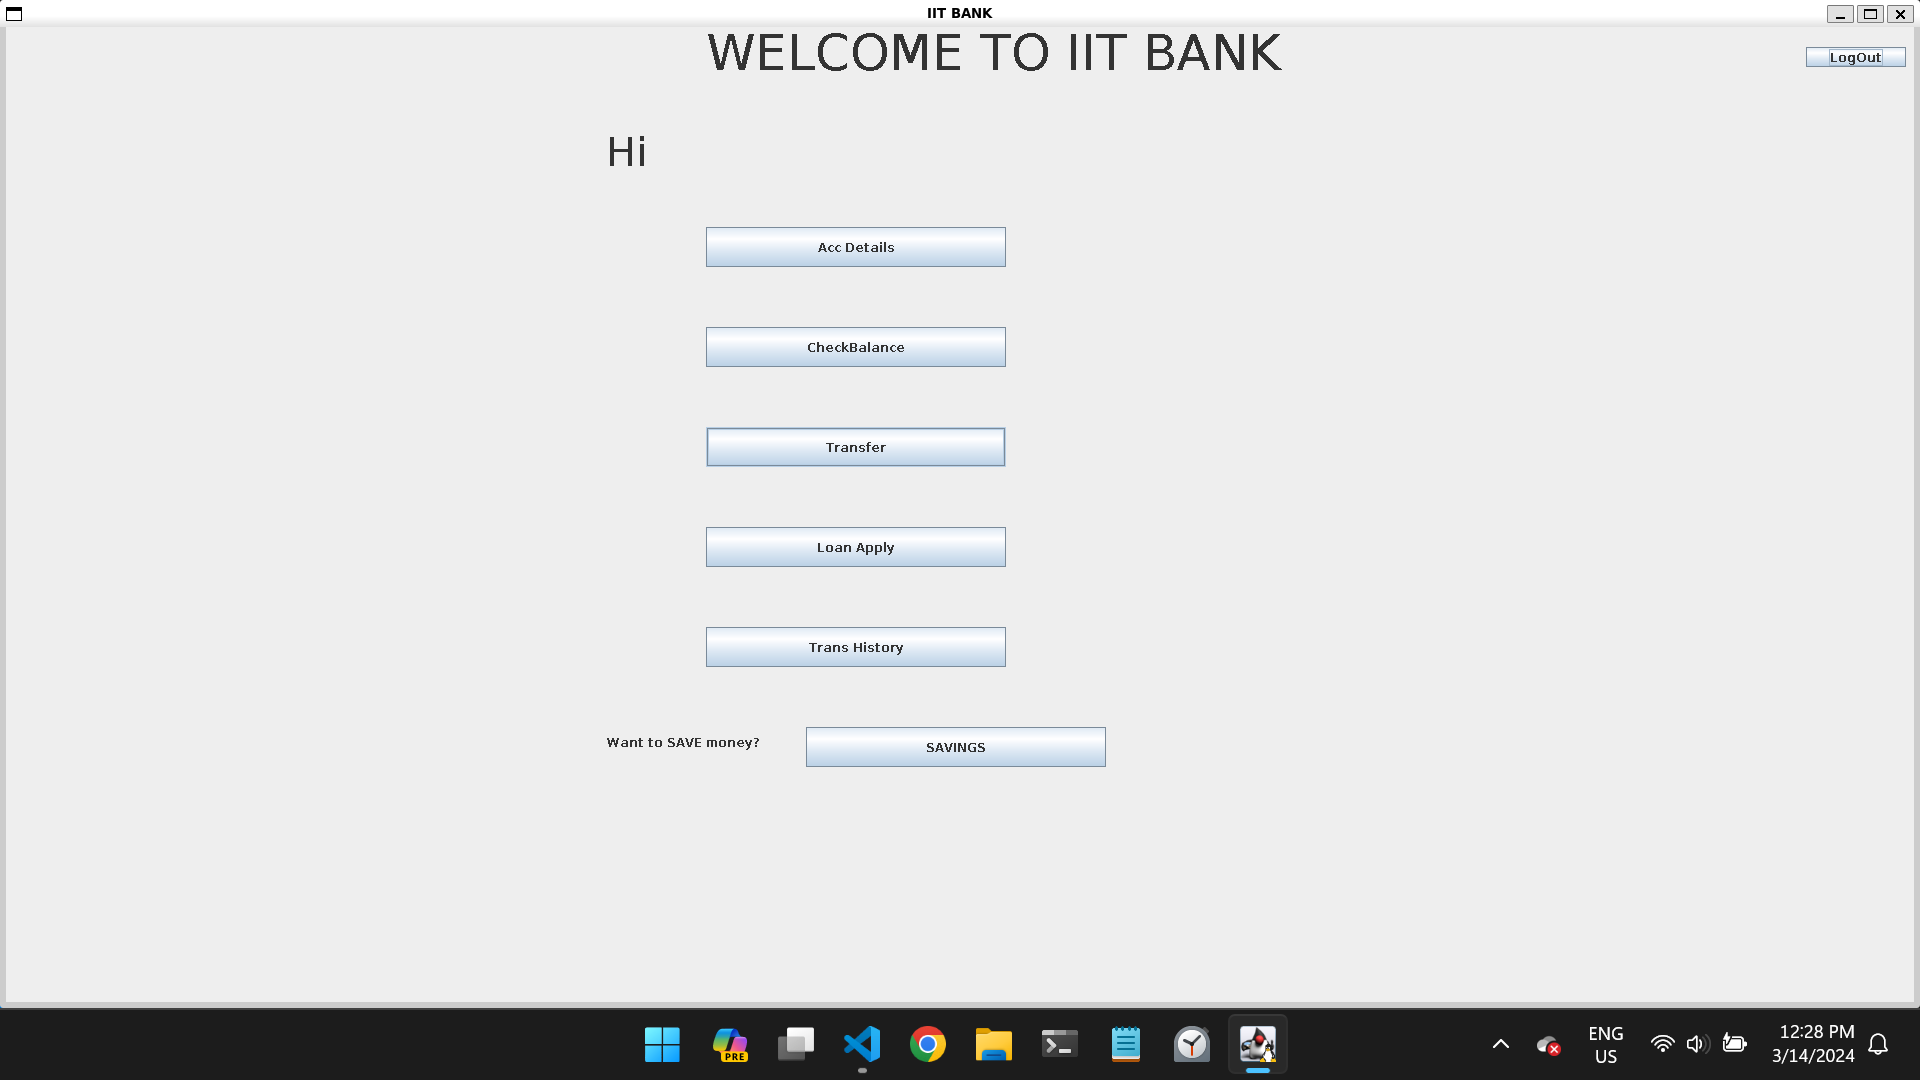 IIT BANK
WELCOME TO IIT BANK
LogOut
Hi
Acc Details
CheckBalance
Transfer
Loan Apply
Trans History
Want to SAVE money?
SAVINGS
PRE
ENG
US
12:28 PM
3/14/2024